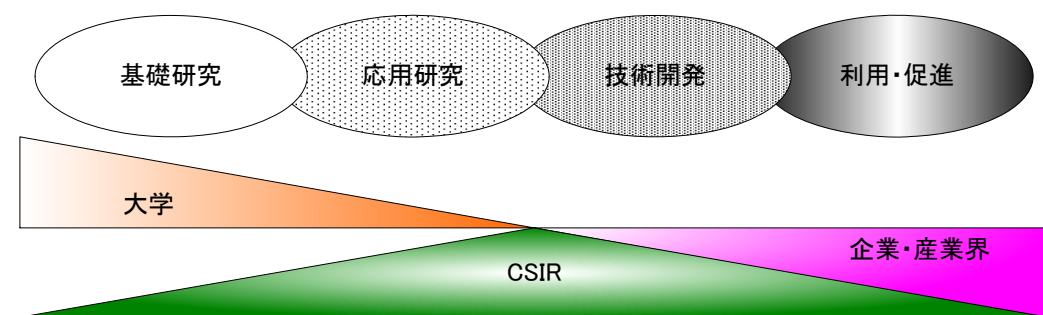 基礎研究
応用研究
技術開発
利用・促進
大学
企業・産業界
CSIR